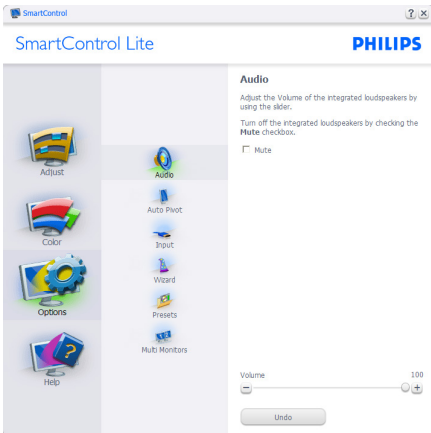 SmartControl
SmartControl Lite
PHILIPS
Adjust
Color
Options
Help
Audio
Auto Pivot
Input
Wizard
Presets
Multi Monitors
Audio
Adjust the Volume of the integrated loudspeakers by
using the slider.
Turn off the integrated loudspeakers by checking the
Mute checkbox.
Mute
Volume 100
Undo